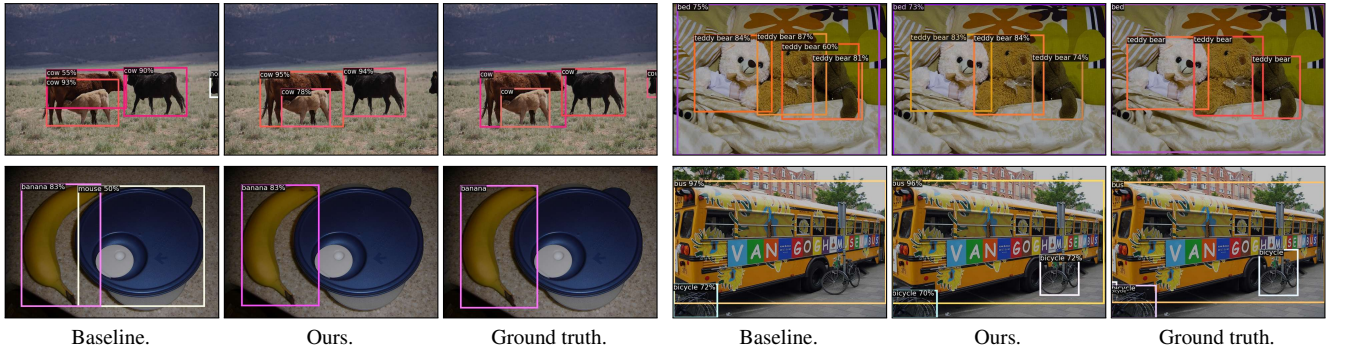 cow 55%
cow 93%
cow 90%
cow 95%
cow 94%
cow 78%
cow
cow
cow
bed 75%
teddy bear 84%
teddy bear 87%
teddy bear 60%
teddy bear 81%
bed 73%
teddy bear 83%
teddy bear 84%
teddy bear 74%
bed
teddy bear
teddy bear
teddy bear
banana 83%
mouse 50%
banana 83%
banana
bus 97%
VAN GOGH
bicycle 72%
bus 96%
VAN GOGH
bicycle 72%
bicycle 70%
bus
VAN GOGH
bicycle
bicycle
Baseline.
Ours.
Ground truth.
Baseline.
Ours.
Ground truth.